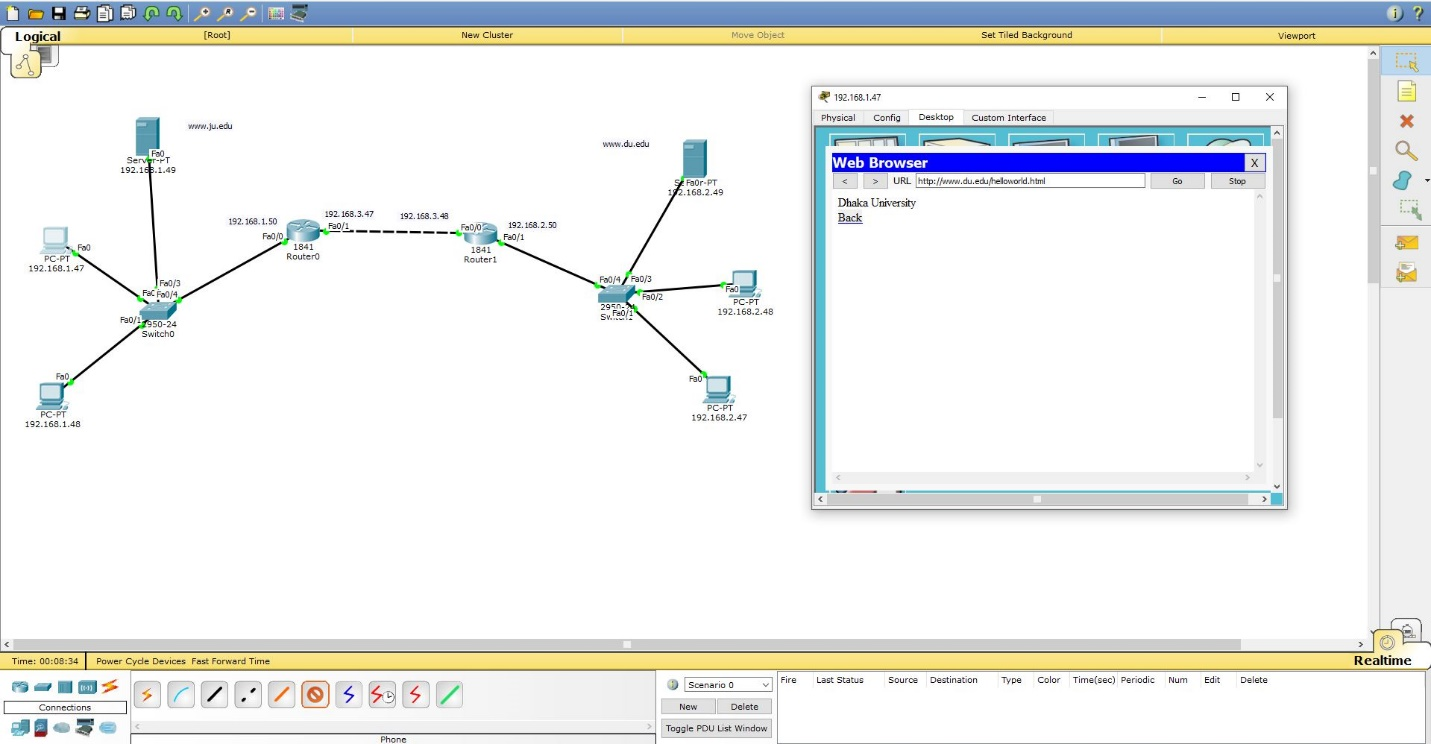 Logical
[Root]
New Cluster
Move Object
Set Tiled Background
Viewport
www.ju.edu
Fa0
Server-PT
192.168.1.49
Fa0
PC-PT
192.168.1.47
Fa0/3
Fa0/4
Fa0/1
2950-24
Switch0
Fa0
PC-PT
192.168.1.48
192.168.1.50
Fa0/0
192.168.3.47
Fa0/1
1841
Router0
192.168.3.48
Fa0/0
192.168.2.50
Fa0/1
1841
Router1
www.du.edu
192.168.2.49
Fa0/4
Fa0/3
Fa0/2
Fa0/1
Fa0
PC-PT
192.168.2.48
Fa0
PC-PT
192.168.2.47
192.168.1.47
Physical
Config
Desktop
Custom Interface
Web Browser
X
<
>
URL
http://www.du.edu/helloworld.html
Go
Stop
Dhaka University
Back
Time: 00:08:34
Power Cycle Devices Fast Forward Time
Realtime
Connections
Phone
Scenario 0
New
Delete
Toggle PDU List Window
Fire Last Status Source Destination Type Color Time(sec) Periodic Num Edit Delete